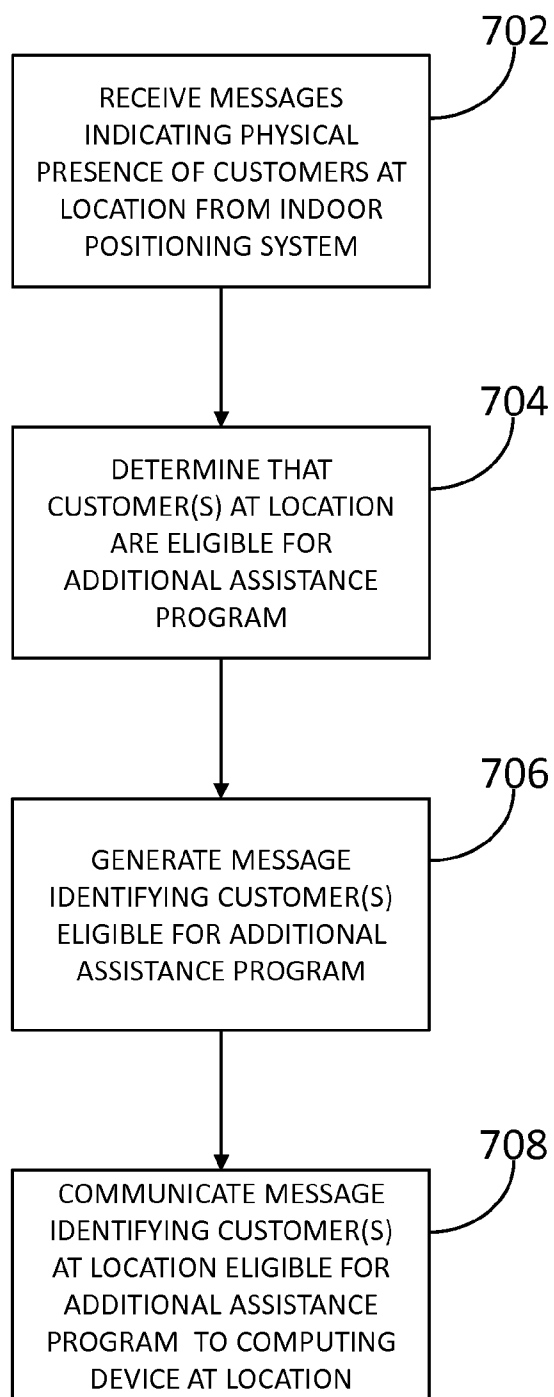 702
RECEIVE MESSAGES
INDICATING PHYSICAL
PRESENCE OF CUSTOMERS AT
LOCATION FROM INDOOR
POSITIONING SYSTEM
704
DETERMINE THAT
CUSTOMER(S) AT LOCATION
ARE ELIGIBLE FOR
ADDITIONAL ASSISTANCE
PROGRAM
706
GENERATE MESSAGE
IDENTIFYING CUSTOMER(S)
ELIGIBLE FOR ADDITIONAL
ASSISTANCE PROGRAM
708
COMMUNICATE MESSAGE
IDENTIFYING CUSTOMER(S)
AT LOCATION ELIGIBLE FOR
ADDITIONAL ASSISTANCE
PROGRAM TO COMPUTING
DEVICE AT LOCATION